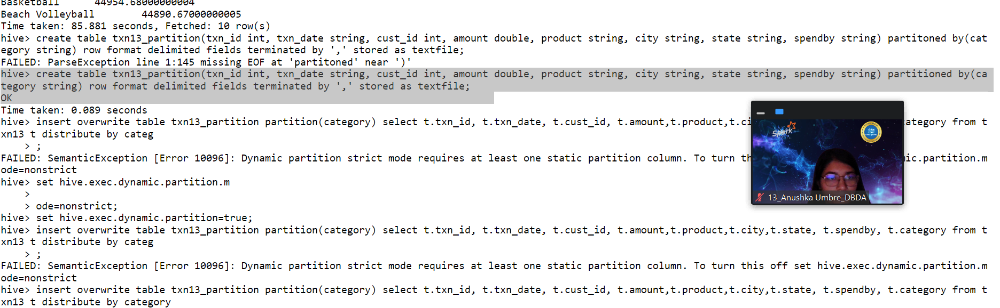 Basketball 44954.68000000004
Beach Volleyball 44890.67000000005
Time taken: 85.881 seconds, Fetched: 10 row(s)
hive> create table txn13_partition(txn_id int, txn_date string, cust_id int, amount double, product string, city string, state string, spendby string) partitoned by(cat
egory string) row format delimited fields terminated by ',' stored as textfile;
FAILED: ParseException line 1:145 missing EOF at 'partitoned' near ')'
hive> create table txn13_partition(txn_id int, txn_date string, cust_id int, amount double, product string, city string, state string, spendby string) partitioned by(ca
tegory string) row format delimited fields terminated by ',' stored as textfile;
OK
Time taken: 0.089 seconds
hive> insert overwrite table txn13_partition partition(category) select t.txn_id, t.txn_date, t.cust_id, t.amount,t.product,t.ci category from t
xn13 t distribute by categ
> ;
FAILED: SemanticException [Error 10096]: Dynamic partition strict mode requires at least one static partition column. To turn th mic.partition.m
ode=nonstrict
hive> set hive.exec.dynamic.partition.m
>
> ode=nonstrict;
hive> set hive.exec.dynamic.partition=true;
hive> insert overwrite table txn13_partition partition(category) select t.txn_id, t.txn_date, t.cust_id, t.amount,t.product,t.city,t.state, t.spendby, t.category from t
xn13 t distribute by categ
> ;
FAILED: SemanticException [Error 10096]: Dynamic partition strict mode requires at least one static partition column. To turn this off set hive.exec.dynamic.partition.m
ode=nonstrict
hive> insert overwrite table txn13_partition partition(category) select t.txn_id, t.txn_date, t.cust_id, t.amount,t.product,t.city,t.state, t.spendby, t.category from t
xn13 t distribute by category
Spark
13_Anushka Umbre_DBDA